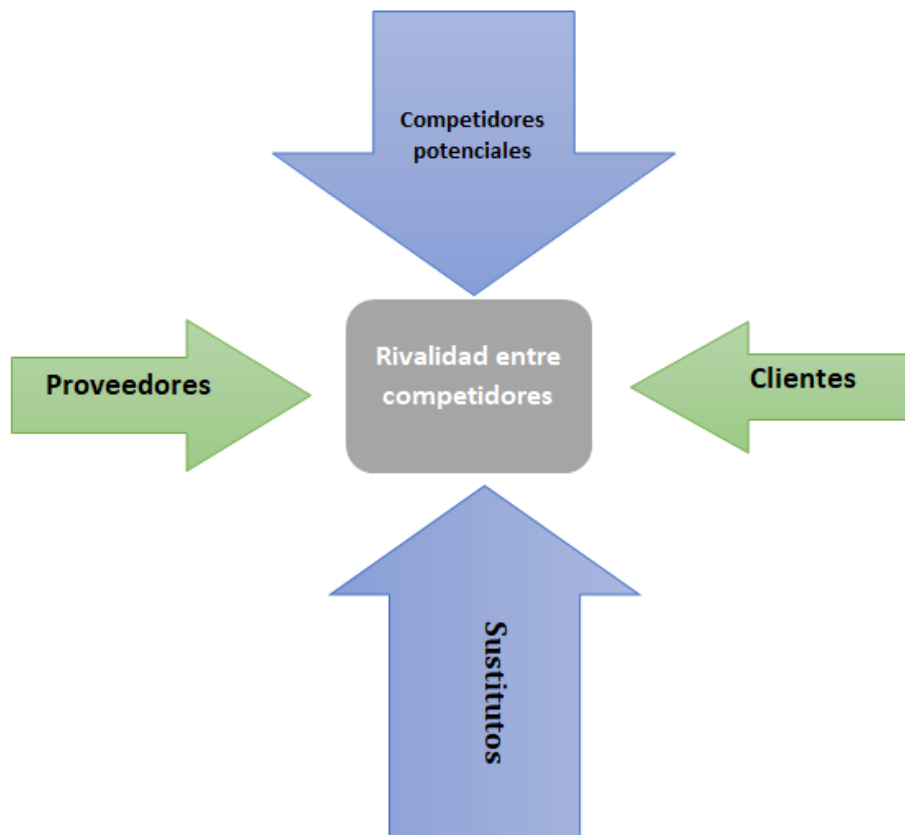 Competidores
potenciales
Proveedores
Rivalidad entre
competidores
Clientes
Sustitutos